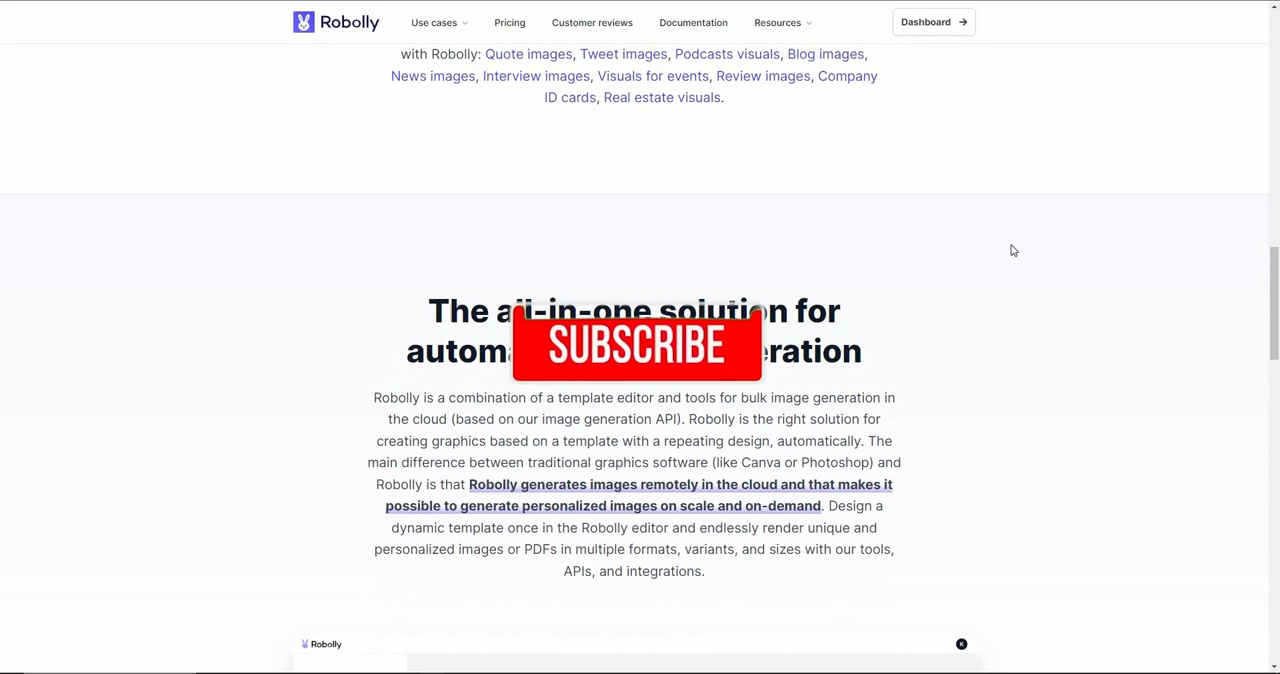 Robolly
Use cases
Pricing
Customer reviews
Documentation
Resources
Dashboard
with Robolly: Quote images, Tweet images, Podcasts visuals, Blog images,
News images, Interview images, Visuals for events, Review images, Company
ID cards, Real estate visuals.
The all-in-one solution for
SUBSCRIBE
Robolly is a combination of a template editor and tools for bulk image generation in
the cloud (based on our image generation API). Robolly is the right solution for
creating graphics based on a template with a repeating design, automatically. The
main difference between traditional graphics software (like Canva or Photoshop) and
Robolly is that Robolly generates images remotely in the cloud and that makes it
possible to generate personalized images on scale and on-demand. Design a
dynamic template once in the Robolly editor and endlessly render unique and
personalized images or PDFs in multiple formats, variants, and sizes with our tools,
APIs, and integrations.
Robolly